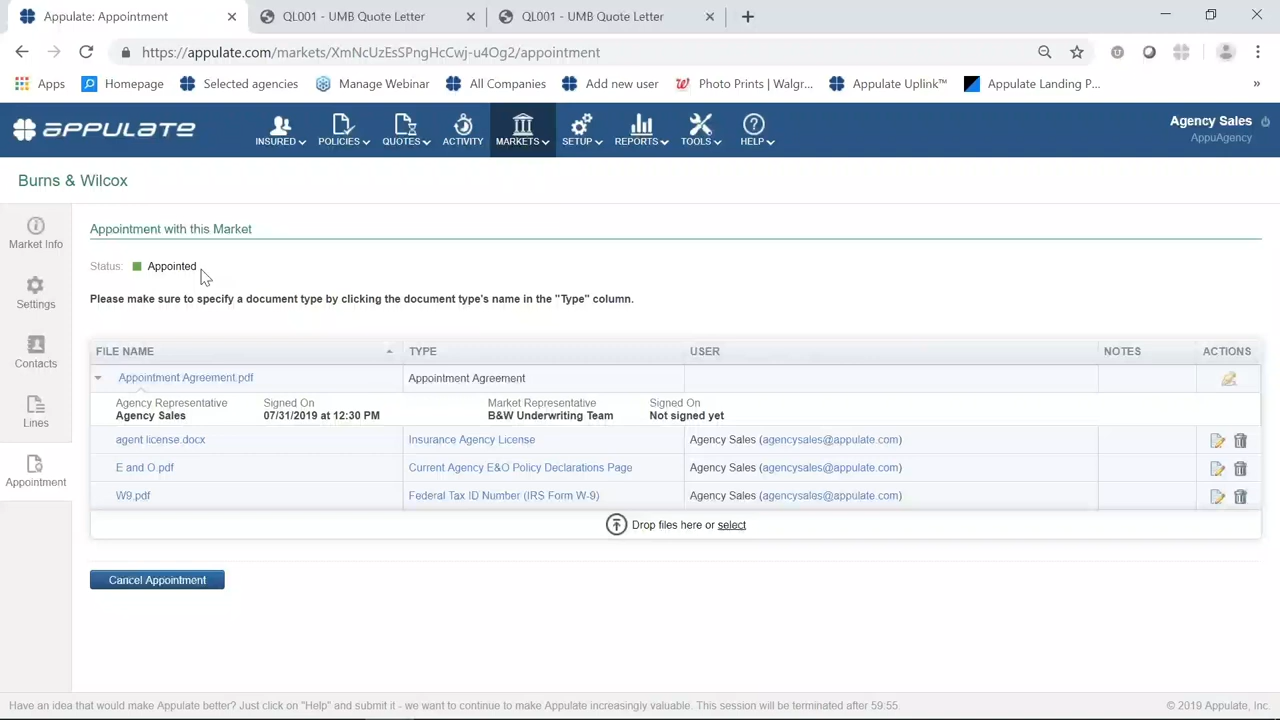 Appulate: Appointment
QL001 - UMB Quote Letter
QL001 - UMB Quote Letter
https://appulate.com/markets/XmNcUzEsSPngHcCwj-u4Og2/appointment
Apps Homepage Selected agencies Manage Webinar All Companies Add new user Photo Prints | Walgr... Appulate Uplink™ Appulate Landing P... »
APPULATE
INSURED POLICIES QUOTES ACTIVITY MARKETS SETUP REPORTS TOOLS HELP
Agency Sales
AppuAgency
Burns & Wilcox
Market Info
Settings
Contacts
Lines
Appointment
Appointment with this Market
Status: Appointed
Please make sure to specify a document type by clicking the document type's name in the "Type" column.
FILE NAME TYPE USER NOTES ACTIONS
Appointment Agreement.pdf Appointment Agreement
Agency Representative Signed On Market Representative Signed On
Agency Sales 07/31/2019 at 12:30 PM B&W Underwriting Team Not signed yet
agent license.docx Insurance Agency License Agency Sales (agencysales@appulate.com)
E and O.pdf Current Agency E&O Policy Declarations Page Agency Sales (agencysales@appulate.com)
W9.pdf Federal Tax ID Number (IRS Form W-9) Agency Sales (agencysales@appulate.com)
Drop files here or select
Cancel Appointment
Have an idea that would make Appulate better? Just click on "Help" and submit it - we want to continue to make Appulate increasingly valuable. This session will be terminated after 59:55.
© 2019 Appulate, Inc.